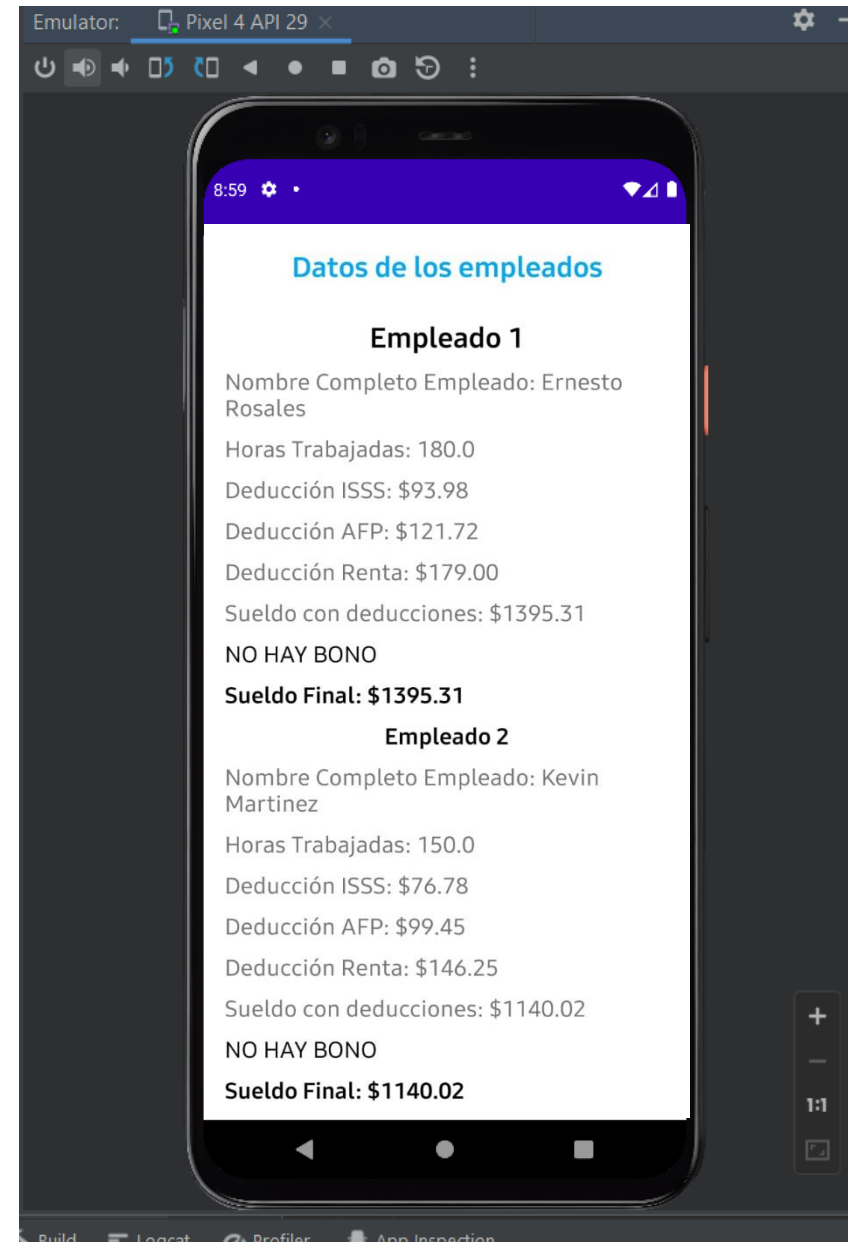 Emulator: Pixel 4 API 29
8:59
Datos de los empleados
Empleado 1
Nombre Completo Empleado: Ernesto
Rosales
Horas Trabajadas: 180.0
Deducción ISSS: $93.98
Deducción AFP: $121.72
Deducción Renta: $179.00
Sueldo con deducciones: $1395.31
NO HAY BONO
Sueldo Final: $1395.31
Empleado 2
Nombre Completo Empleado: Kevin
Martinez
Horas Trabajadas: 150.0
Deducción ISSS: $76.78
Deducción AFP: $99.45
Deducción Renta: $146.25
Sueldo con deducciones: $1140.02
NO HAY BONO
Sueldo Final: $1140.02
1:1
Build Logcat Profiler App Inspection